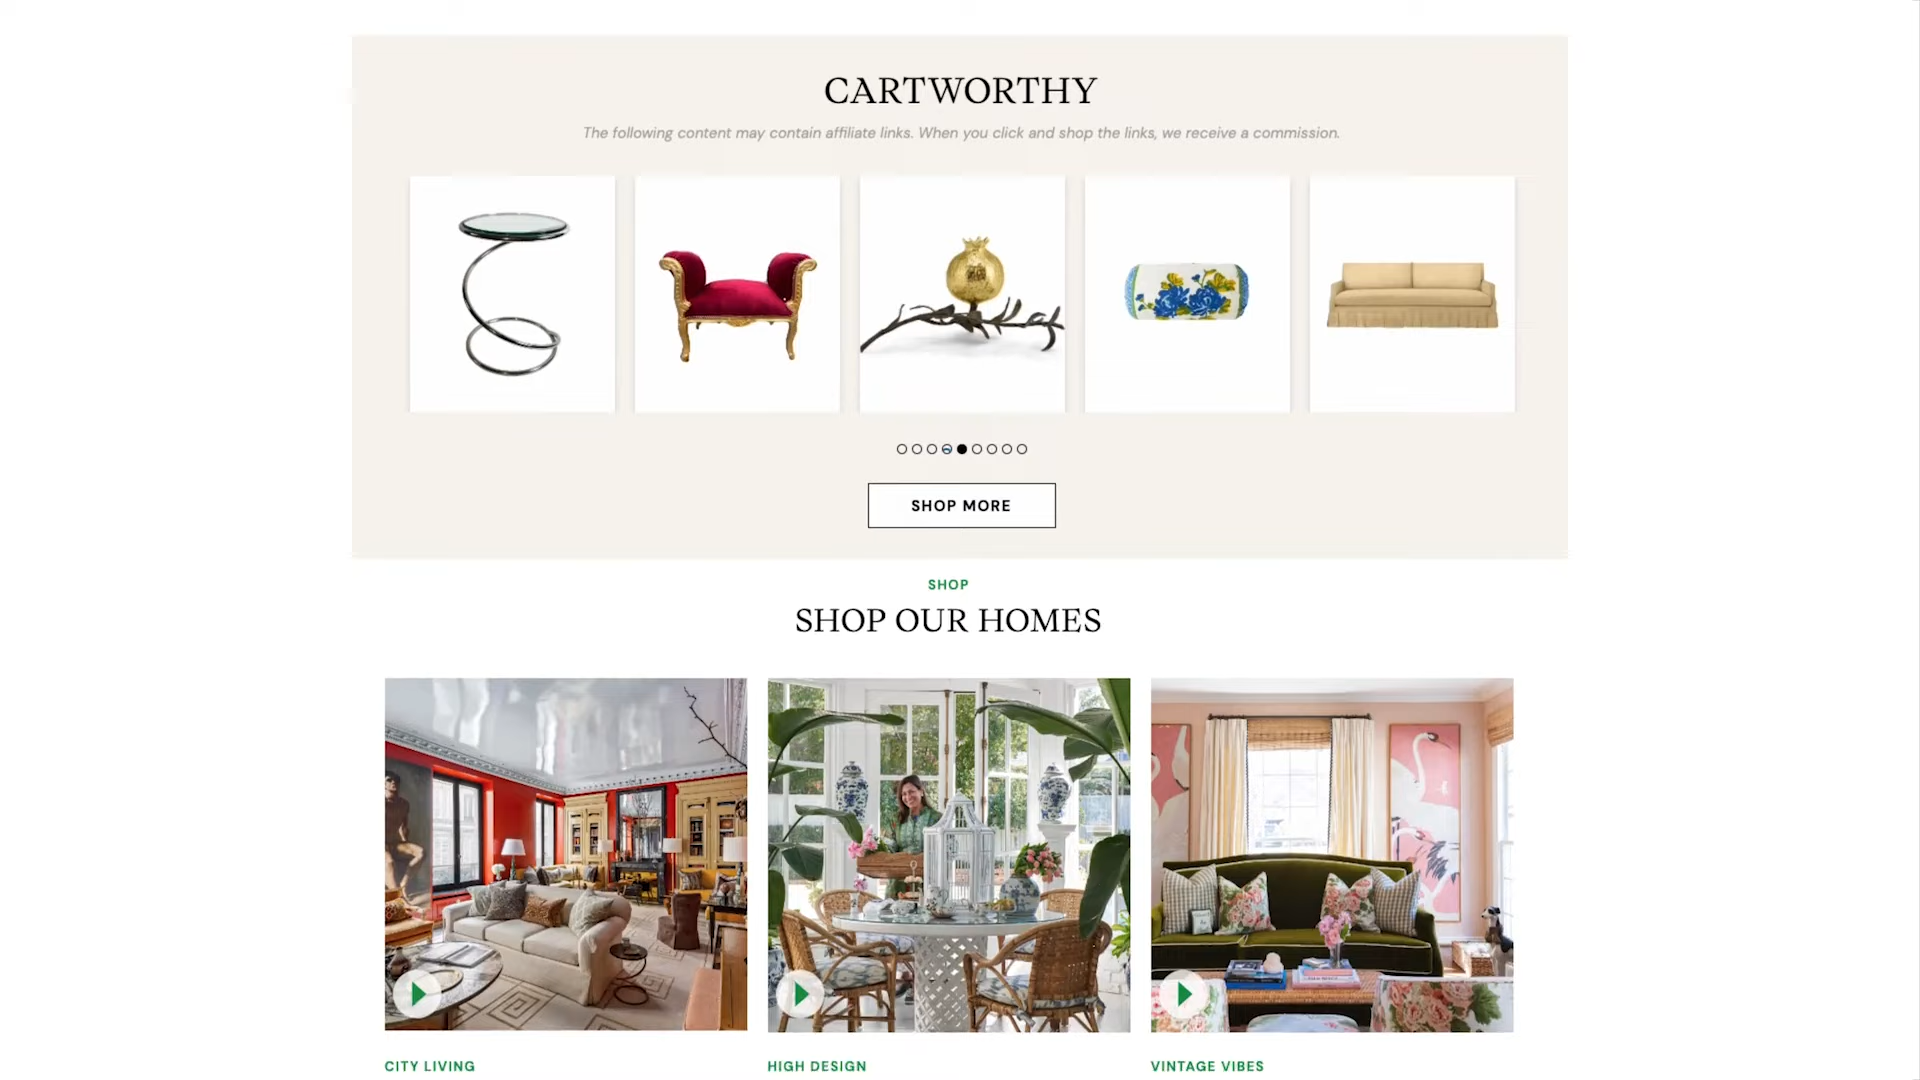 CARTWORTHY
The following content may contain affiliate links. When you click and shop the links, we receive a commission.
SHOP MORE
SHOP
SHOP OUR HOMES
CITY LIVING
HIGH DESIGN
VINTAGE VIBES